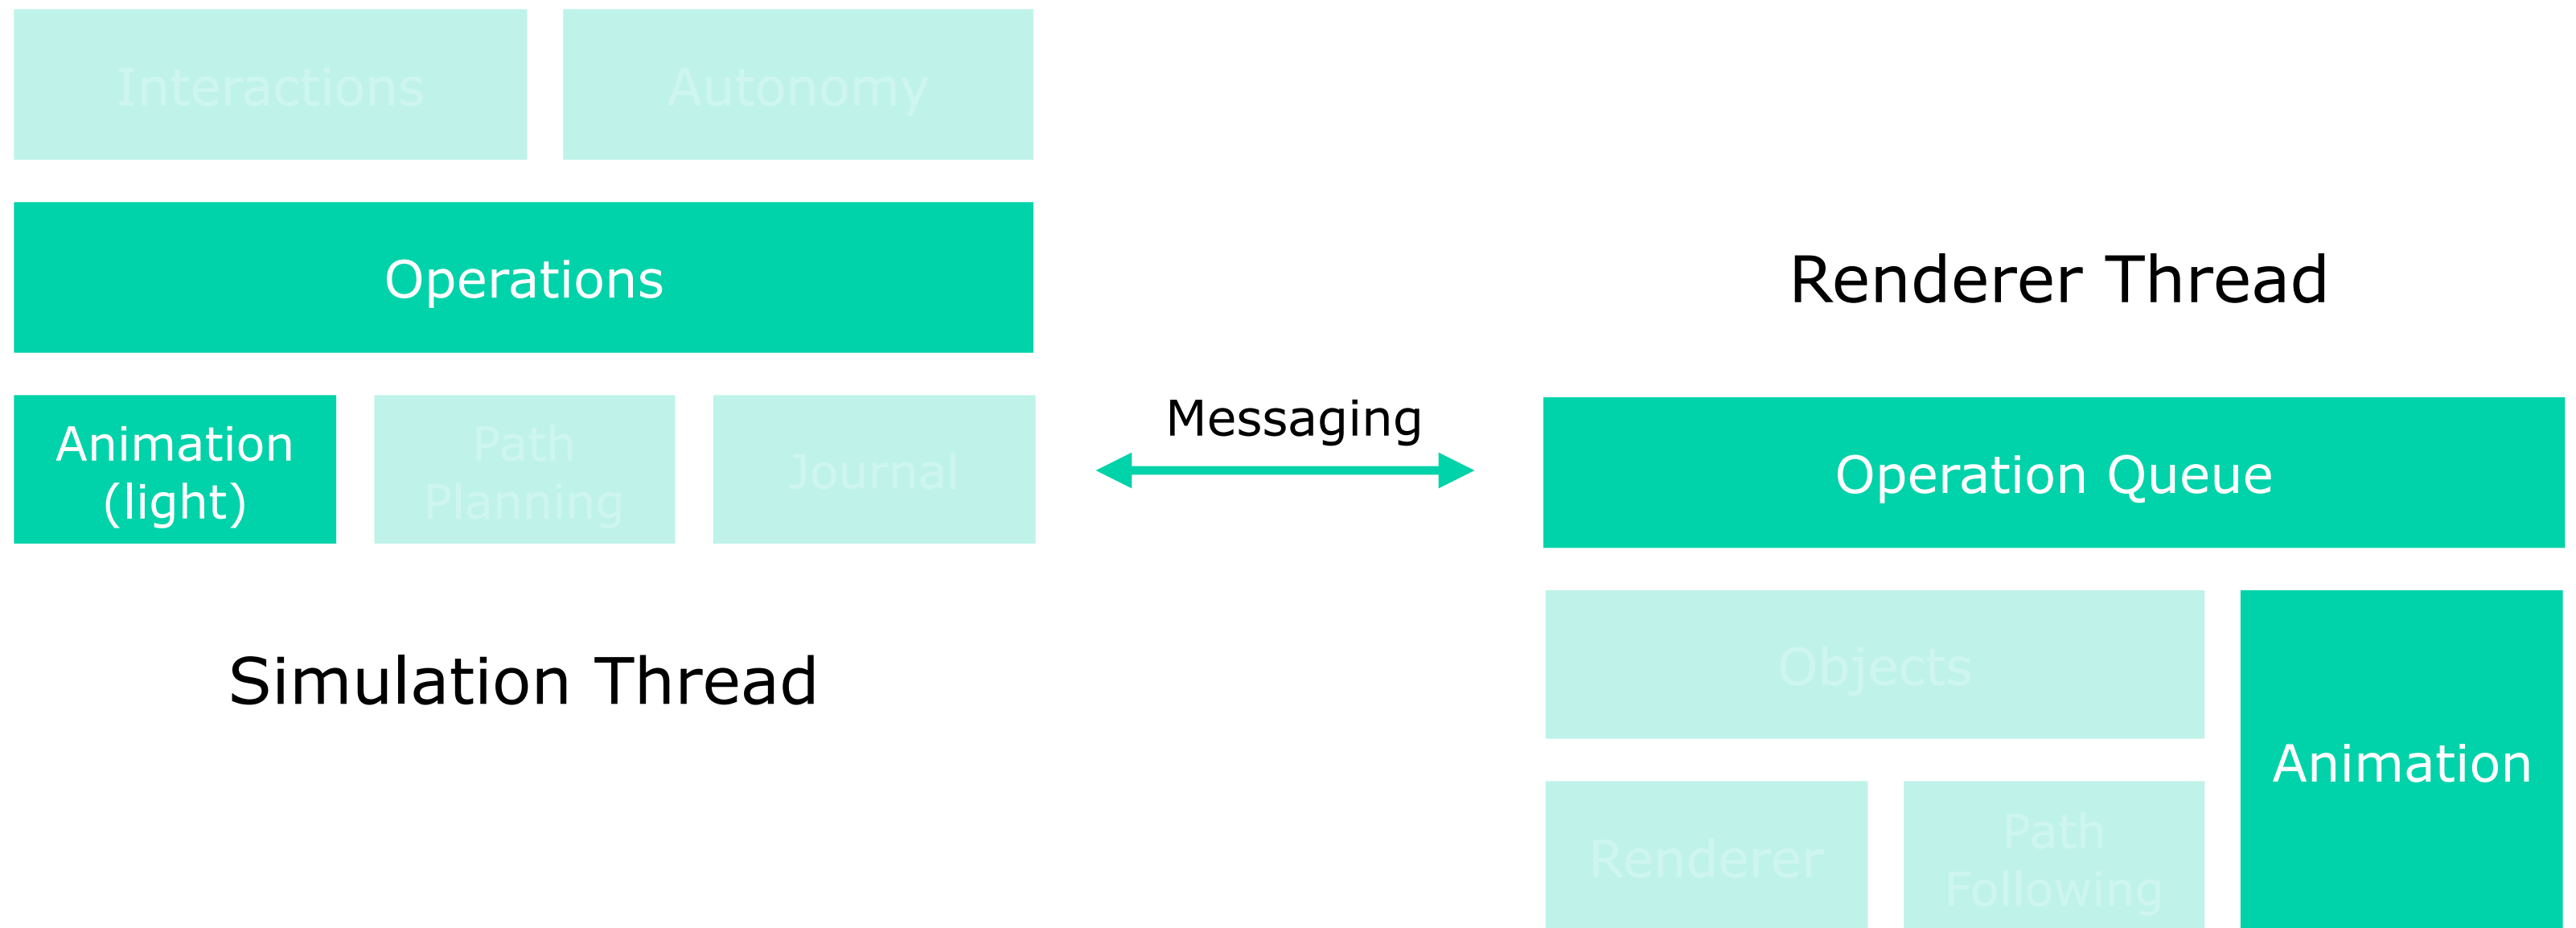 Interactions
Autonomy
Operations
Animation
(light)
Path
Planning
Journal
Simulation Thread
Messaging
Renderer Thread
Operation Queue
Objects
Animation
Renderer
Path
Following